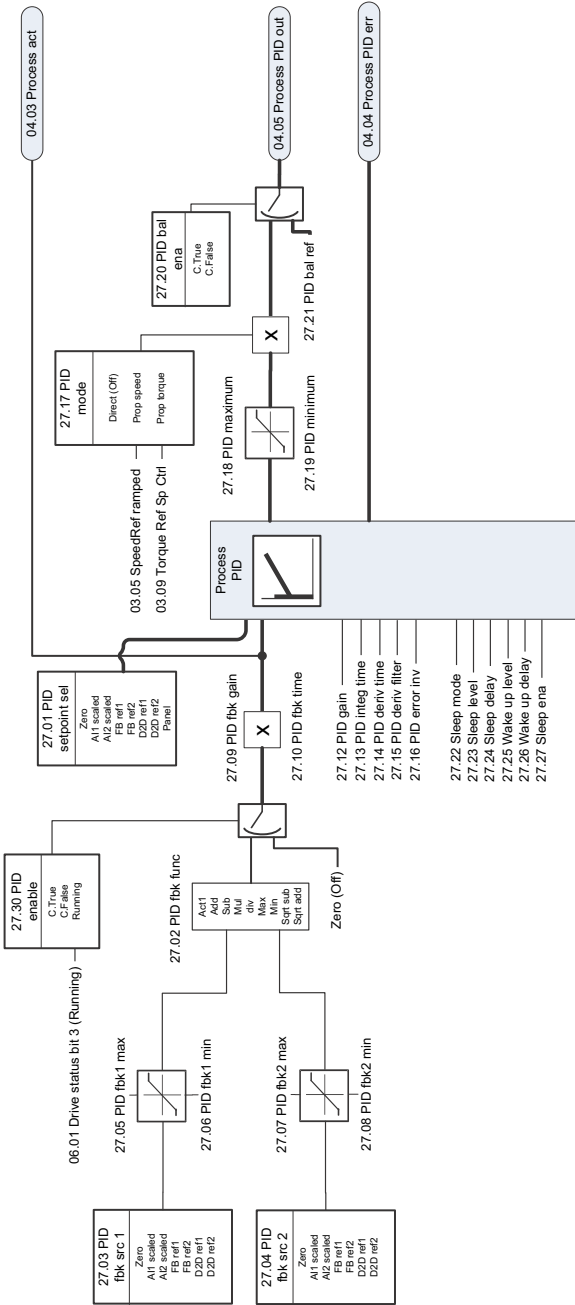 27.03 PID
fbk src 1
Zero
AI1 scaled
AI2 scaled
FB ref1
FB ref2
D2D ref1
D2D ref2
27.04 PID
fbk src 2
Zero
AI1 scaled
AI2 scaled
FB ref1
FB ref2
D2D ref1
D2D ref2
27.05 PID fbk1 max
27.06 PID fbk1 min
27.07 PID fbk2 max
27.08 PID fbk2 min
06.01 Drive status bit 3 (Running)
27.30 PID
enable
C.True
C.False
Running
27.02 PID fbk func
Act1
Add
Sub
Mul
div
Max
Min
Sqrt sub
Sqrt add
Zero (Off)
27.01 PID
setpoint sel
Zero
AI1 scaled
AI2 scaled
FB ref1
FB ref2
D2D ref1
D2D ref2
Panel
27.09 PID fbk gain
X
27.10 PID fbk time
27.12 PID gain
27.13 PID integ time
27.14 PID deriv time
27.15 PID deriv filter
27.16 PID error inv
27.22 Sleep mode
27.23 Sleep level
27.24 Sleep delay
27.25 Wake up level
27.26 Wake up delay
27.27 Sleep ena
Process
PID
03.05 SpeedRef ramped
03.09 Torque Ref Sp Ctrl
27.17 PID
mode
Direct (Off)
Prop speed
Prop torque
27.18 PID maximum
27.19 PID minimum
X
27.20 PID bal
ena
C.True
C.False
27.21 PID bal ref
04.03 Process act
04.05 Process PID out
04.04 Process PID err